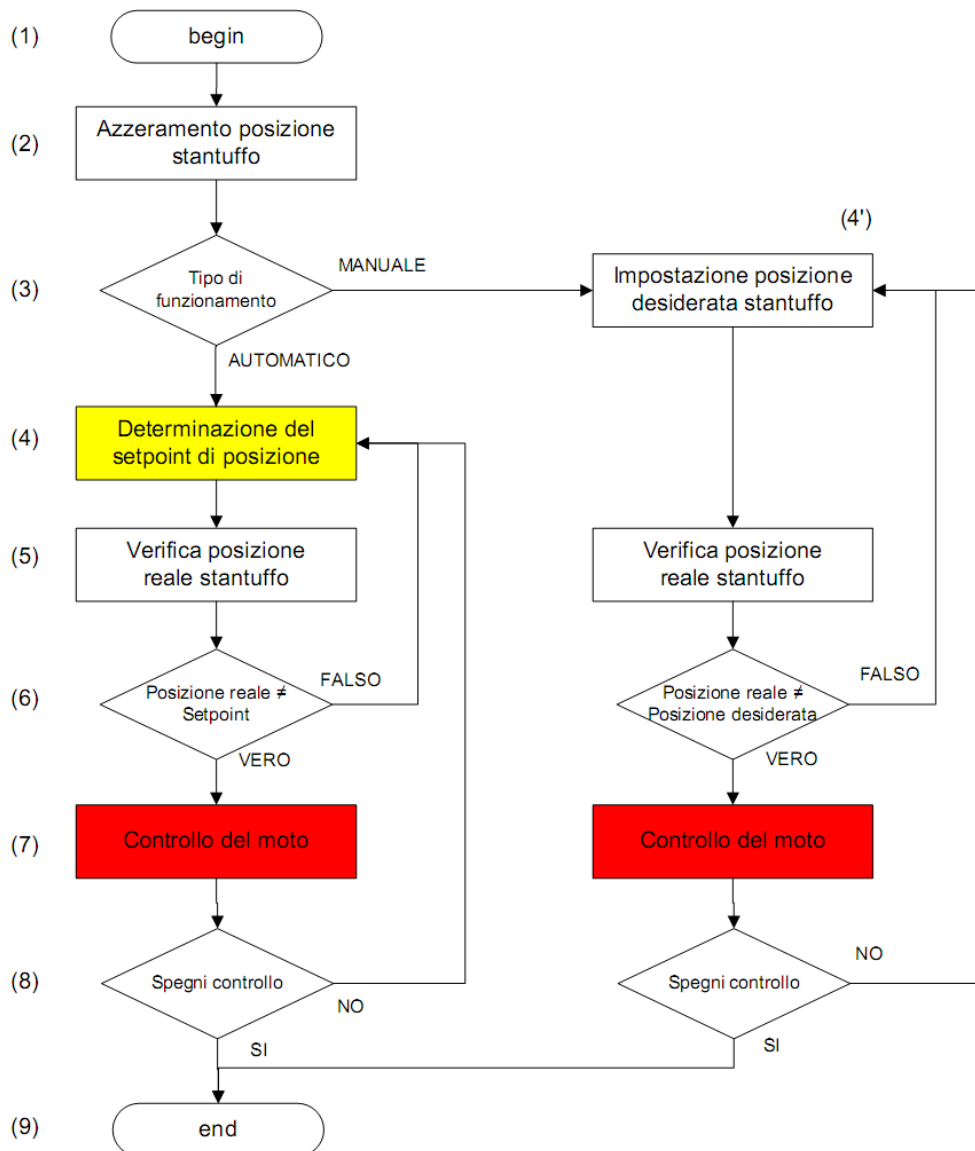 (1)
begin
(2)
Azzeramento posizione
stantuffo
(4')
(3)
Tipo di
funzionamento
MANUALE
Impostazione posizione
desiderata stantuffo
AUTOMATICO
(4)
Determinazione del
setpoint di posizione
(5)
Verifica posizione
reale stantuffo
Verifica posizione
reale stantuffo
(6)
Posizione reale ≠
Setpoint
FALSO
Posizione reale ≠
Posizione desiderata
FALSO
VERO
VERO
(7)
Controllo del moto
Controllo del moto
(8)
Spegni controllo
NO
Spegni controllo
NO
SI
SI
(9)
end